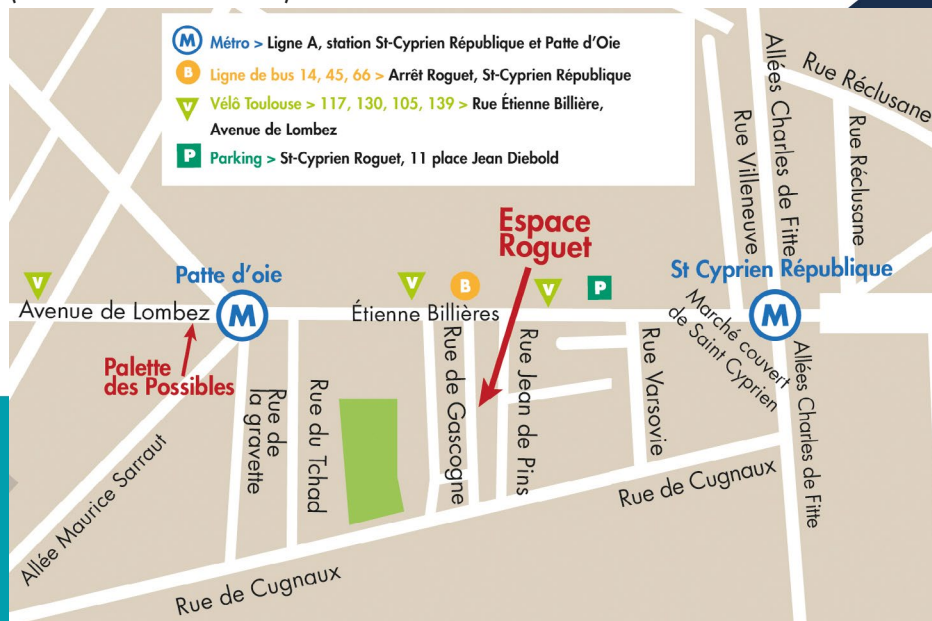 M Métro > Ligne A, station St-Cyprien République et Patte d'Oie
B Ligne de bus 14, 45, 66 > Arrêt Roguet, St-Cyprien République
V Vélô Toulouse > 117, 130, 105, 139 > Rue Étienne Billière,
Avenue de Lombez
P Parking > St-Cyprien Roguet, 11 place Jean Diebold
Allées Charles de Fitte
Rue Réclusane
Rue Villeneuve
Rue Réclusane
Espace
Roguet
Patte d'oie
St Cyprien République
V
V
B
V
P
Avenue de Lombez
M
Étienne Billières
M
Marché couvert
de Saint Cyprien
Palette
des Possibles
Rue de
la gravette
Rue du Tchad
Rue de Gascogne
Rue Jean de Pins
Rue Varsovie
Allées Charles de Fitte
Allée Maurice Sarraut
Rue de Cugnaux
Rue de Cugnaux